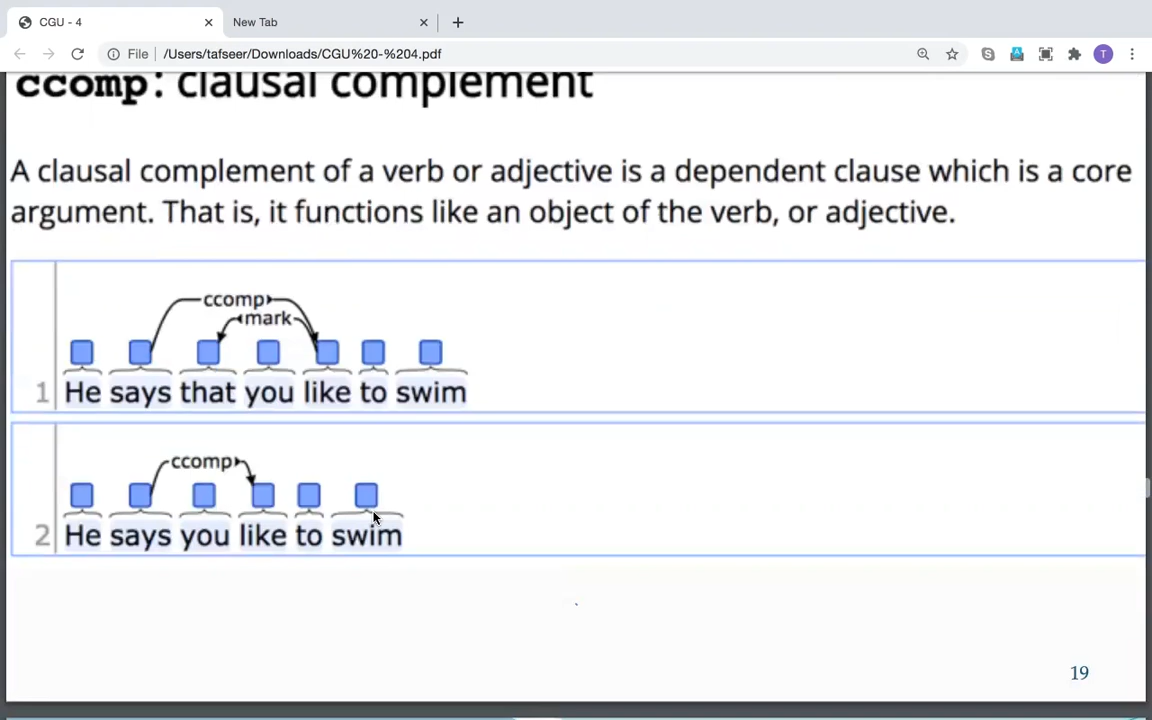 CGU - 4
New Tab
File
/Users/tafseer/Downloads/CGU%20-%204.pdf
T
ccomp: clausal complement
A clausal complement of a verb or adjective is a dependent clause which is a core
argument. That is, it functions like an object of the verb, or adjective.
ccomp
mark
1 He says that you like to swim
ccomp
2 He says you like to swim
19